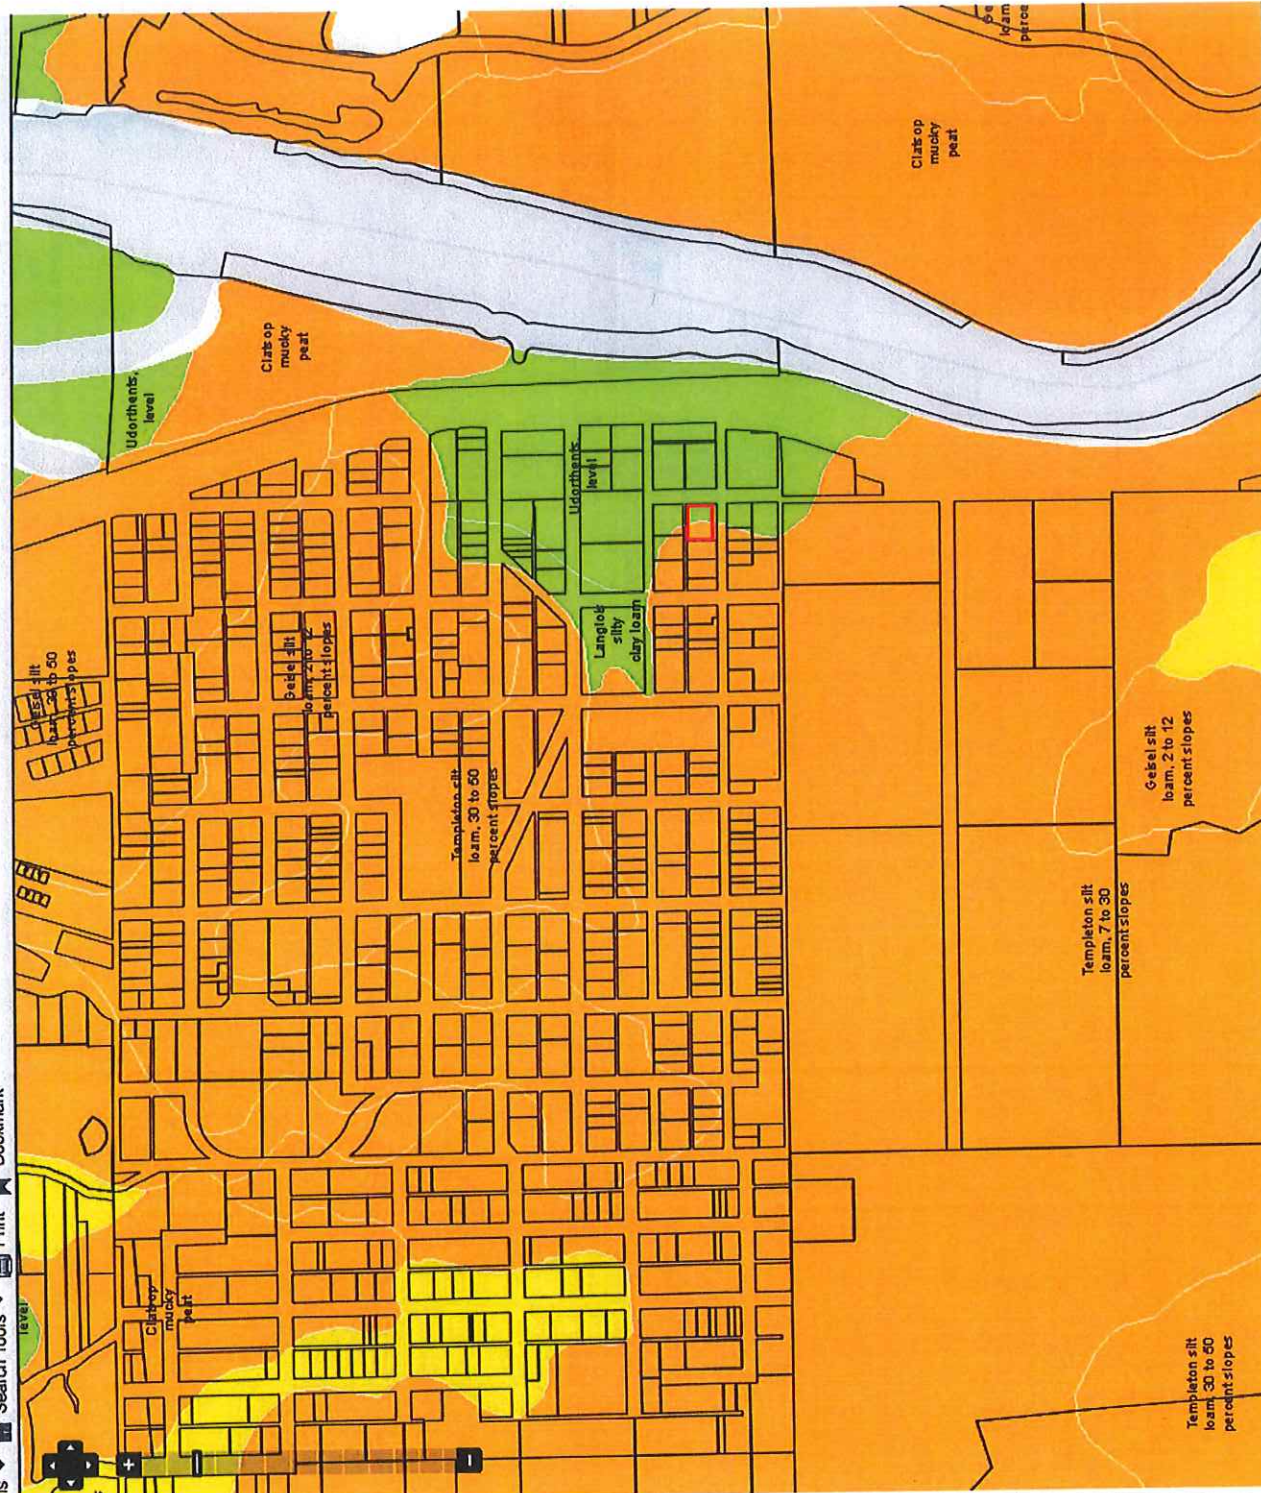 Search Tools
Print
Bookmark
level
Ge
loam
perce
Clatsop
mucky
peat
Clatsop
mucky
peat
Udorthents,
level
Udorthents
level
Geisel silt
loam, 30 to 50
percent slopes
Geisel silt
loam, 2 to 12
percent slopes
Langlois
silty
clay loam
Templeton silt
loam, 30 to 50
percent slopes
Geisel silt
loam, 2 to 12
percent slopes
Templeton silt
loam, 7 to 30
percent slopes
Clatsop
mucky
peat
Templeton silt
loam, 30 to 50
percent slopes
+
-